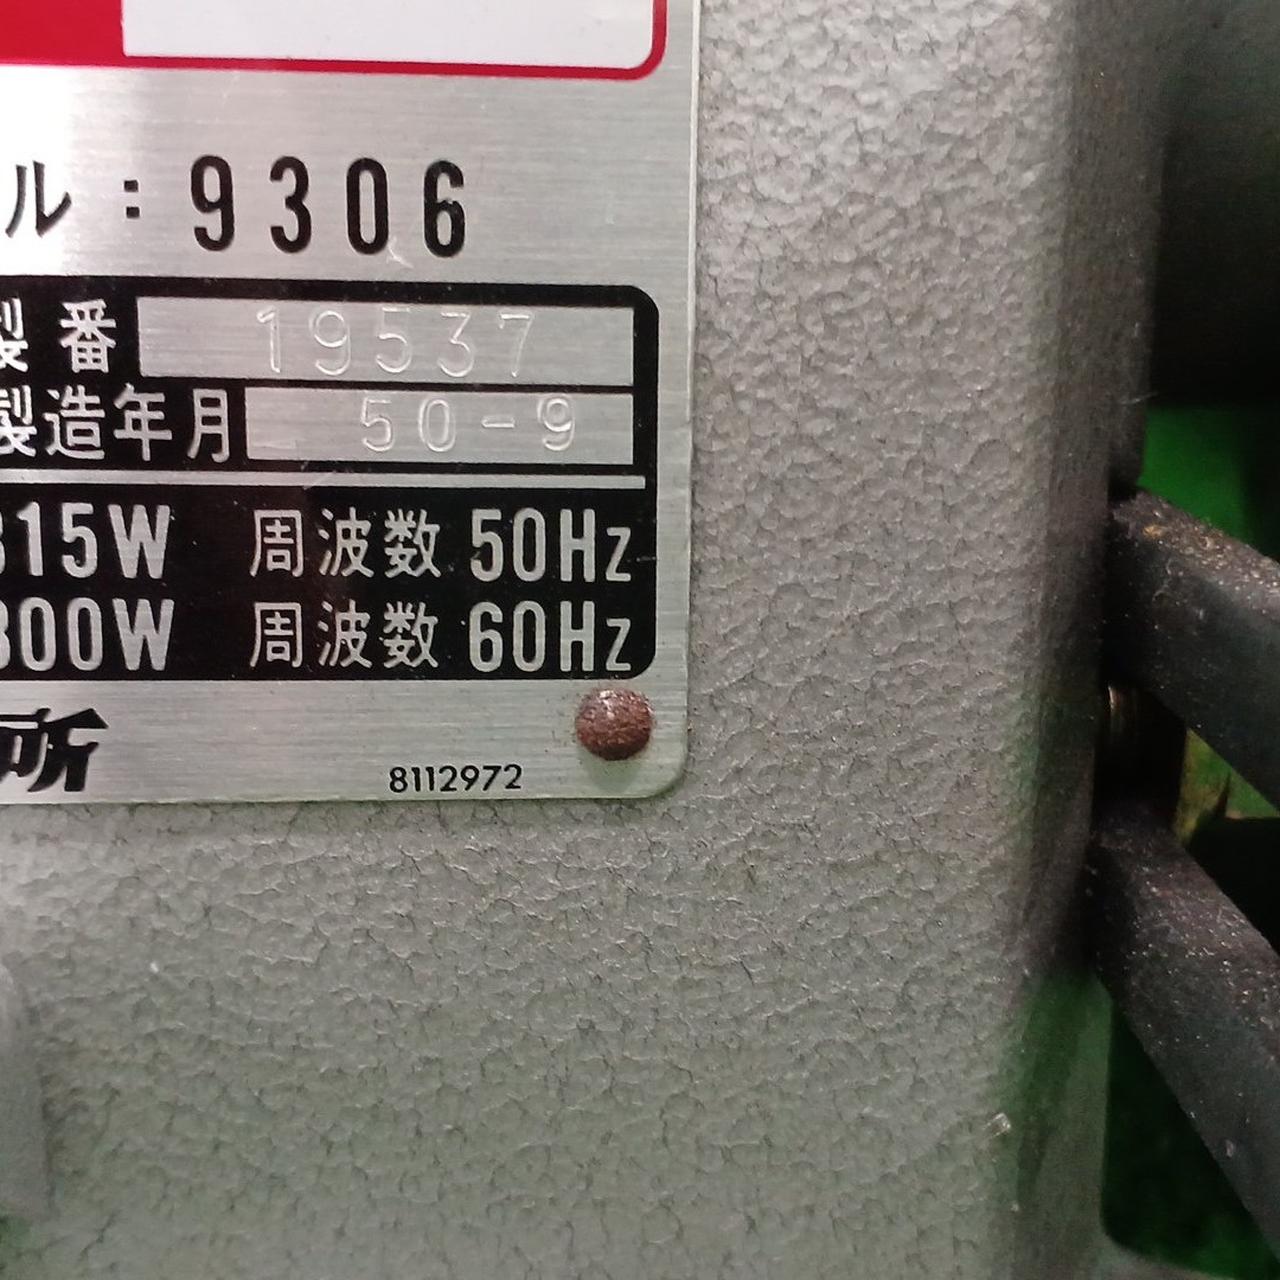 ル : 9306
製番 19537
製造年月 50-9
315W 周波数 50Hz
300W 周波数 60Hz
所
8112972